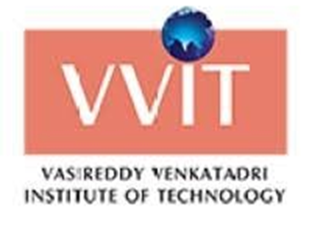 VVIT
VASIREDDY VENKATADRI
INSTITUTE OF TECHNOLOGY